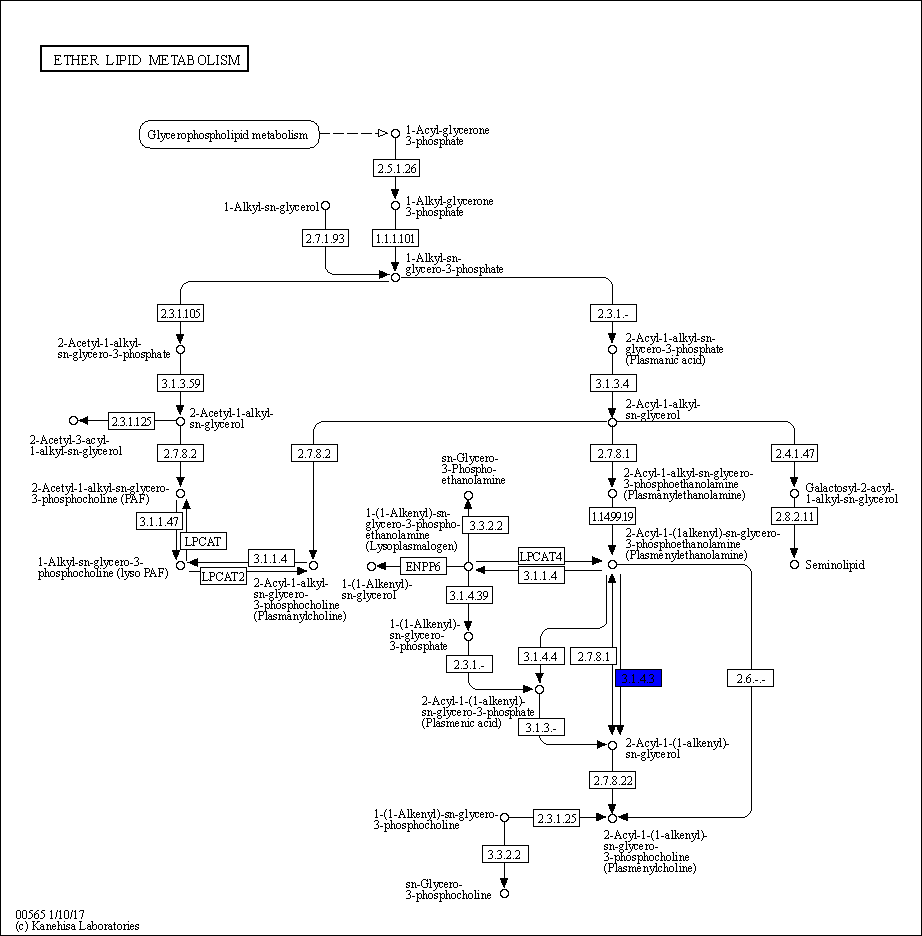 ETHER LIPID METABOLISM
Glycerophospholipid metabolism
1-Acyl-glycerone
3-phosphate
2.5.1.26
1-Alkyl-sn-glycerol
1-Alkyl-glycerone
3-phosphate
2.7.1.93
1.1.1.101
1-Alkyl-sn-
glycero-3-phosphate
2.3.1.105
2.3.1.-
2-Acetyl-1-alkyl-
sn-glycero-3-phosphate
2-Acyl-1-alkyl-sn-
glycero-3-phosphate
(Plasmanic acid)
3.1.3.59
3.1.3.4
2.3.1.125
2-Acetyl-1-alkyl-
sn-glycerol
2-Acyl-1-alkyl-
sn-glycerol
2-Acetyl-3-acyl-
1-alkyl-sn-glycerol
2.7.8.2
2.7.8.2
2.7.8.1
2.4.1.47
sn-Glycero-
3-Phospho-
ethanolamine
2-Acetyl-1-alkyl-sn-glycero-
3-phosphocholine (PAF)
2-Acyl-1-alkyl-sn-glycero-
3-phosphoethanolamine
(Plasmanylethanolamine)
Galactosyl-2-acyl-
1-alkyl-sn-glycerol
3.1.1.47
LPCAT
1-(1-Alkenyl)-sn-
glycero-3-phospho-
ethanolamine
(Lysoplasmalogen)
3.3.2.2
1.14.99.19
2.8.2.11
2-Acyl-1-(1alkenyl)-sn-glycero-
3-phosphoethanolamine
(Plasmenylethanolamine)
1-Alkyl-sn-glycero-3-
phosphocholine (lyso PAF)
3.1.1.4
LPCAT2
2-Acyl-1-alkyl-
sn-glycero-
3-phosphocholine
(Plasmanylcholine)
ENPP6
LPCAT4
3.1.1.4
Seminolipid
1-(1-Alkenyl)-
sn-glycerol
3.1.4.39
1-(1-Alkenyl)-
sn-glycero-
3-phosphate
2.3.1.-
3.1.4.4
2.7.8.1
3.1.4.3
2.6.-.-
2-Acyl-1-(1-alkenyl)-
sn-glycero-3-phosphate
(Plasmenic acid)
3.1.3.-
2-Acyl-1-(1-alkenyl)-
sn-glycerol
2.7.8.22
1-(1-Alkenyl)-sn-glycero-
3-phosphocholine
2.3.1.25
2-Acyl-1-(1-alkenyl)-
sn-glycero-
3-phosphocholine
(Plasmenylcholine)
3.3.2.2
sn-Glycero-
3-phosphocholine
00565 1/10/17
(c) Kanehisa Laboratories